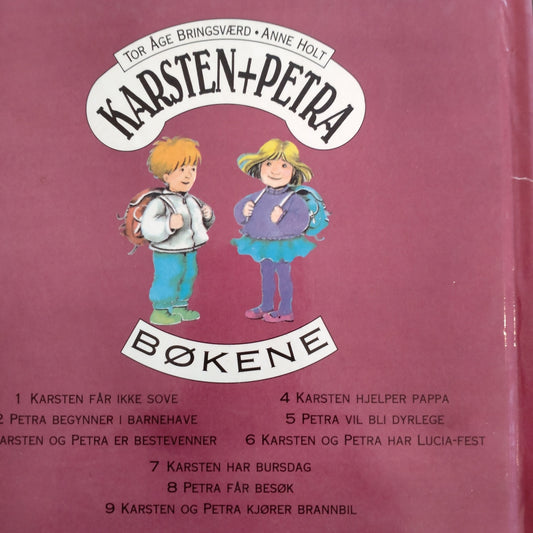 TOR ÅGE BRINGSVÆRD • ANNE HOLT
KARSTEN+PETRA
BØKENE
1 KARSTEN FÅR IKKE SOVE
2 PETRA BEGYNNER I BARNEHAVE
KARSTEN OG PETRA ER BESTEVENNER
4 KARSTEN HJELPER PAPPA
5 PETRA VIL BLI DYRLEGE
6 KARSTEN OG PETRA HAR LUCIA-FEST
7 KARSTEN HAR BURSDAG
8 PETRA FÅR BESØK
9 KARSTEN OG PETRA KJØRER BRANNBIL